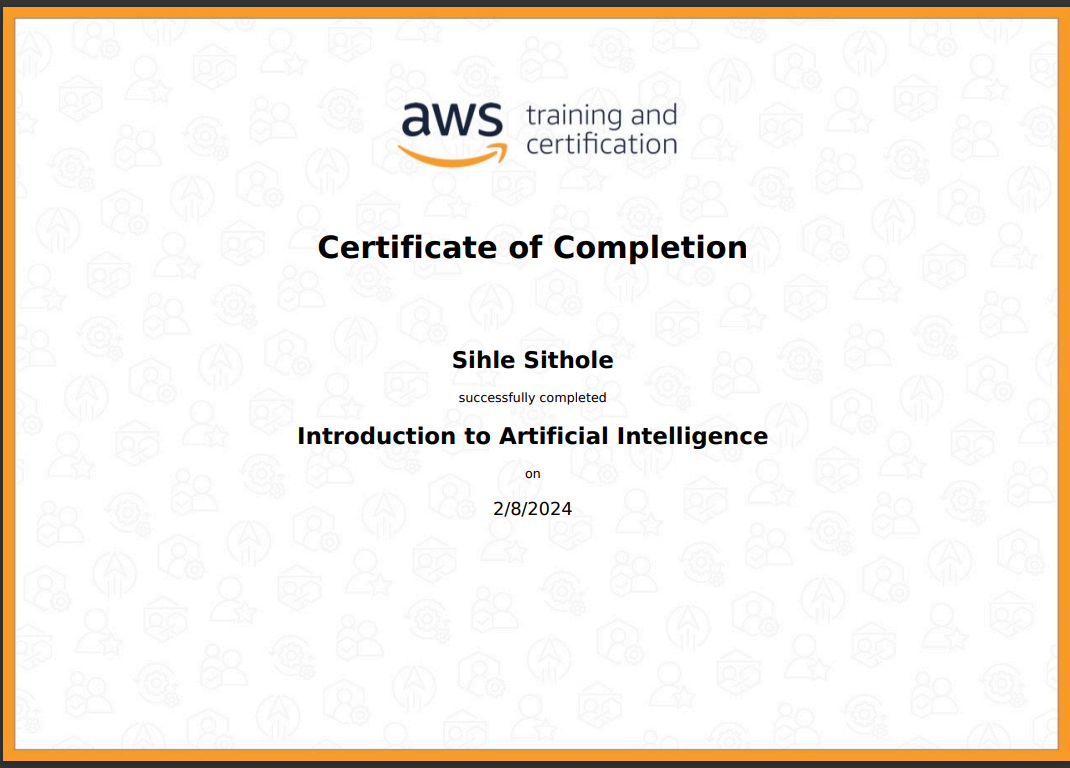 aws training and
certification
Certificate of Completion
Sihle Sithole
successfully completed
Introduction to Artificial Intelligence
on
2/8/2024